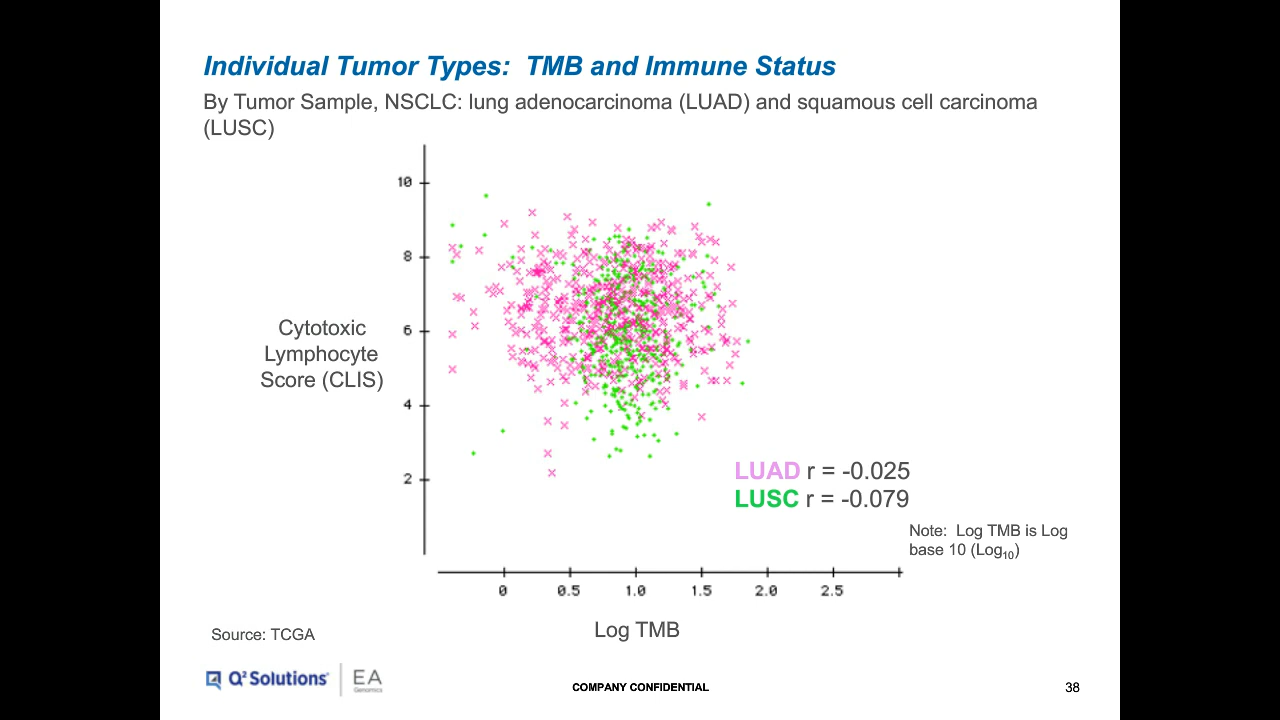 Individual Tumor Types: TMB and Immune Status
By Tumor Sample, NSCLC: lung adenocarcinoma (LUAD) and squamous cell carcinoma
(LUSC)
10
8
6
4
2
Cytotoxic
Lymphocyte
Score (CLIS)
LUAD r = -0.025
LUSC r = -0.079
Note: Log TMB is Log
base 10 (Log₁₀)
0 0.5 1.0 1.5 2.0 2.5
Log TMB
Source: TCGA
Q² Solutions
EA
Genomics
COMPANY CONFIDENTIAL
38